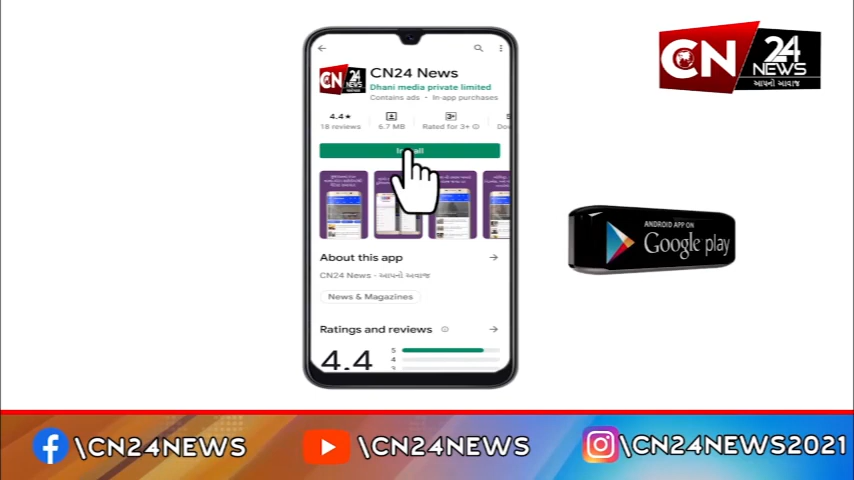 CN24 News
Dhani media private limited
Contains ads • In-app purchases
4.4★
18 reviews
6.7 MB
3+
Rated for 3+
About this app
CN24 News - આપનો અવાજ
News & Magazines
Ratings and reviews
4.4
5
4
3
CN 24 NEWS
આપનો અવાજ
ANDROID APP ON
Google play
\CN24NEWS
\CN24NEWS
\CN24NEWS2021